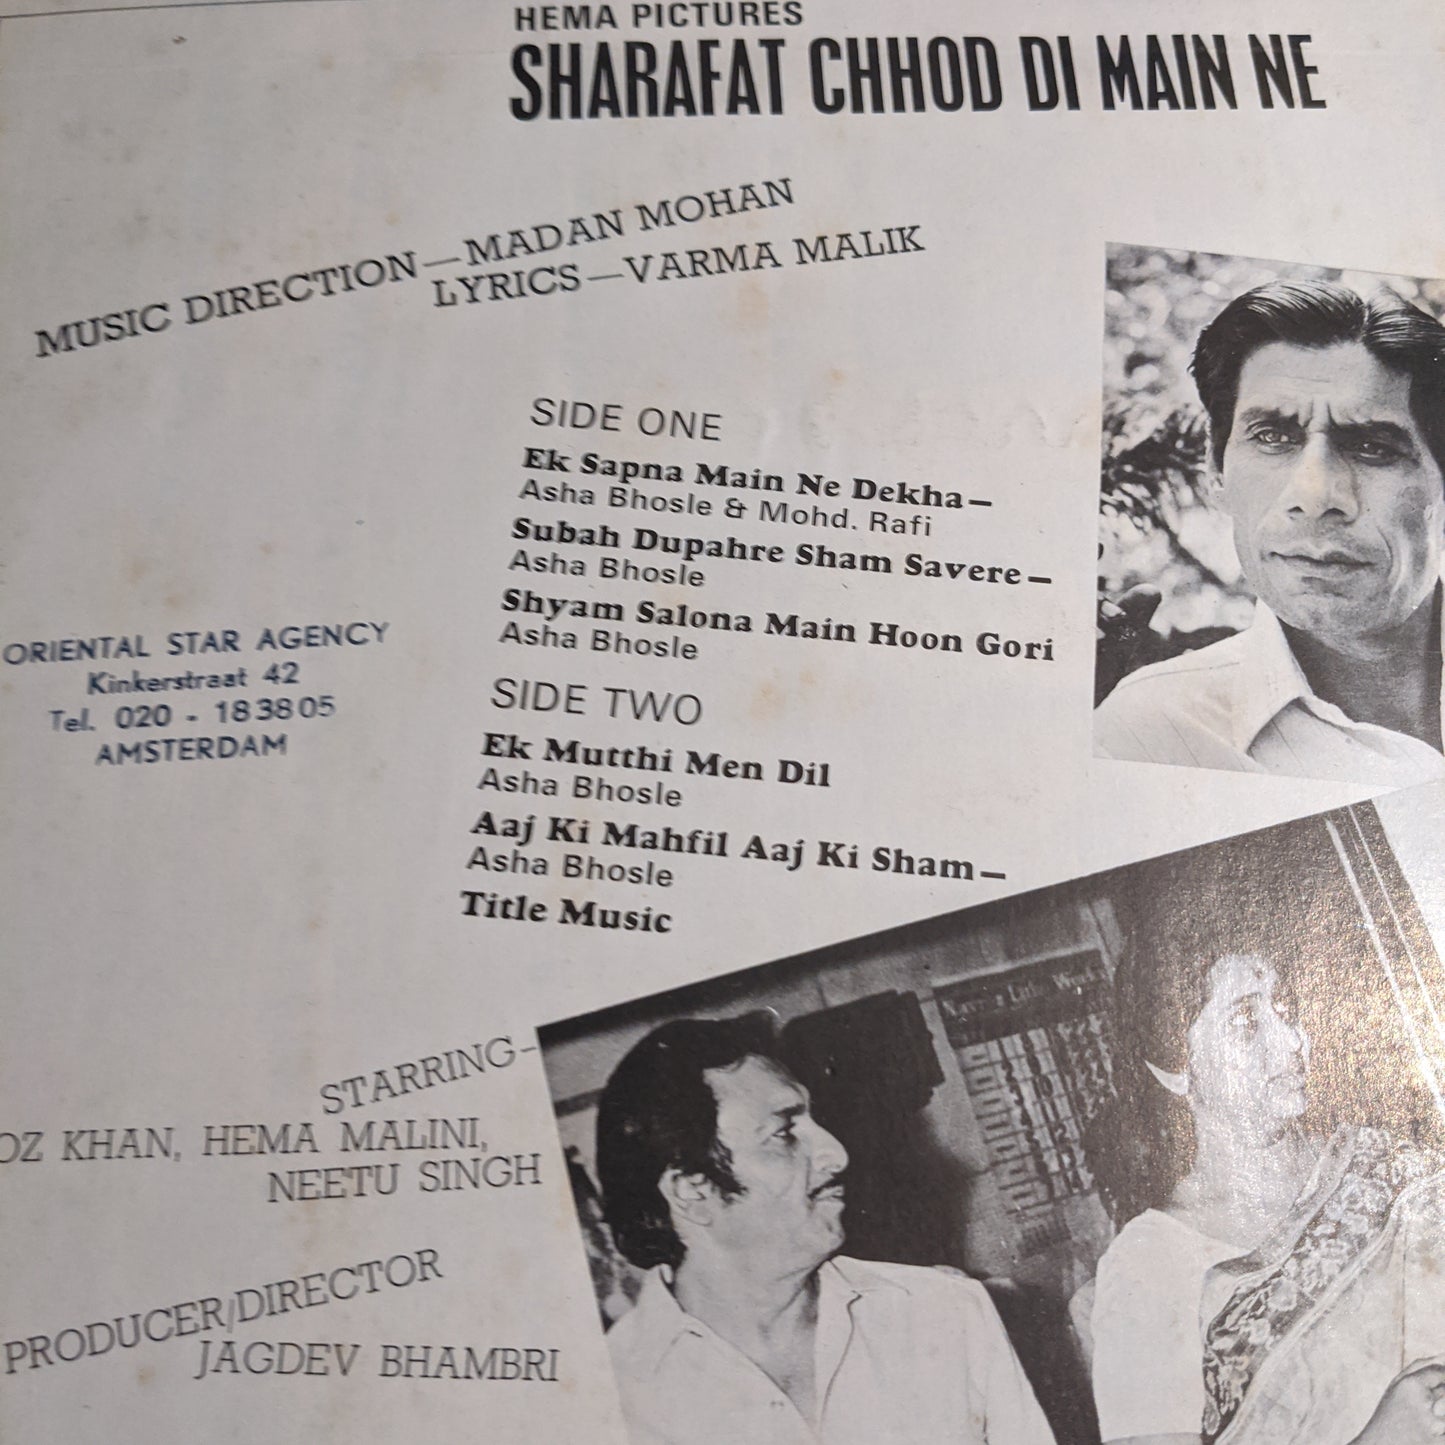 HEMA PICTURES
SHARAFAT CHHOD DI MAIN NE
MUSIC DIRECTION—MADAN MOHAN
LYRICS—VARMA MALIK
SIDE ONE
Ek Sapna Main Ne Dekha—
Asha Bhosle & Mohd. Rafi
Subah Dupahre Sham Savere—
Asha Bhosle
Shyam Salona Main Hoon Gori
Asha Bhosle
SIDE TWO
Ek Mutthi Men Dil
Asha Bhosle
Aaj Ki Mahfil Aaj Ki Sham—
Asha Bhosle
Title Music
ORIENTAL STAR AGENCY
Kinkerstraat 42
Tel. 020 - 183805
AMSTERDAM
STARRING—
OZ KHAN, HEMA MALINI,
NEETU SINGH
PRODUCER/DIRECTOR
JAGDEV BHAMBRI